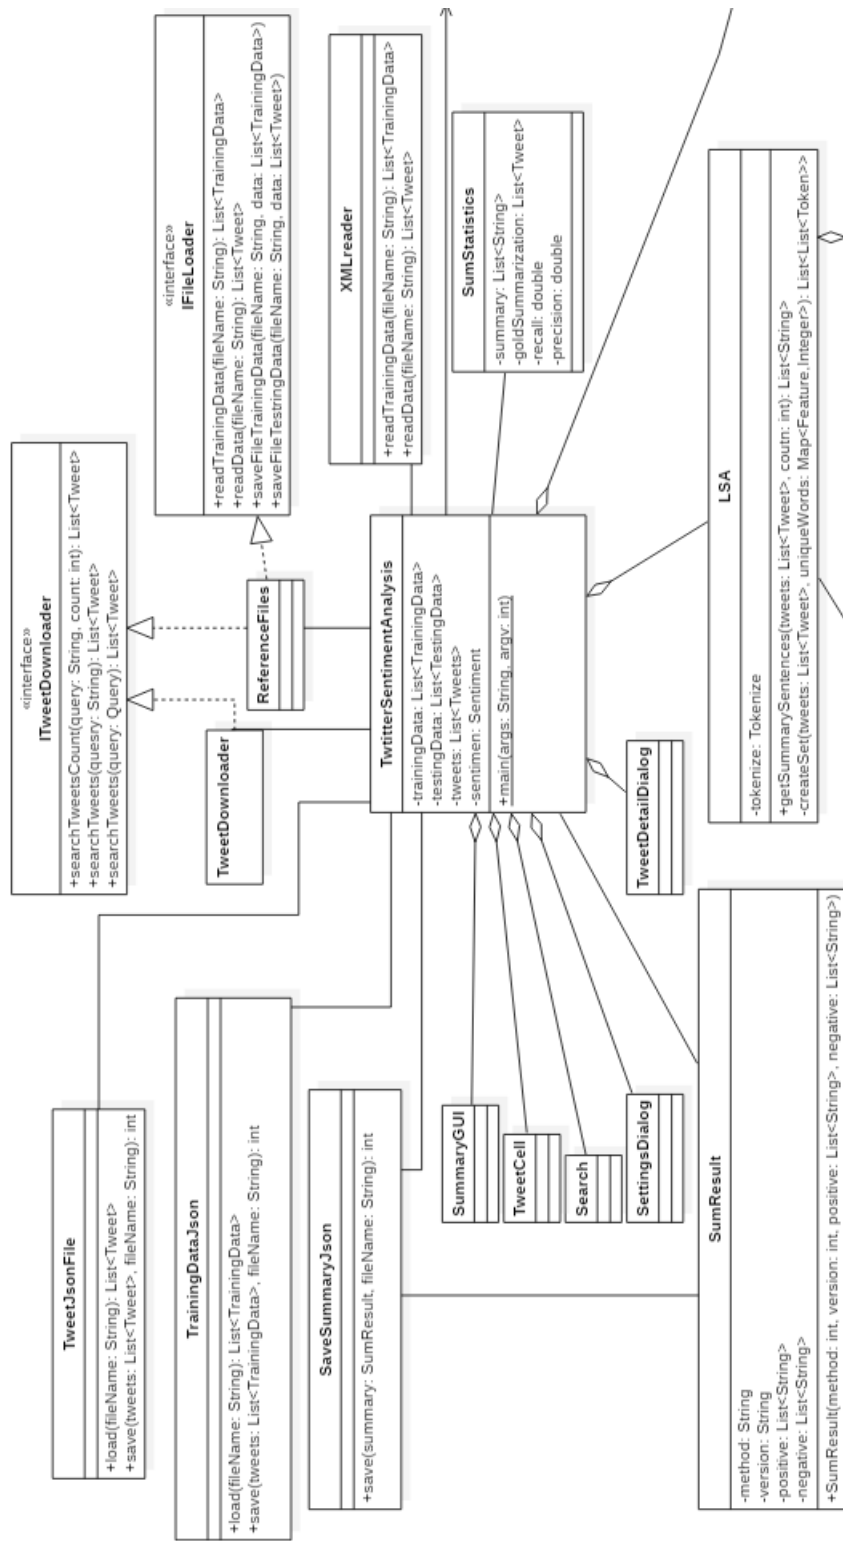 «interface»
ITweetDownloader
+searchTweetsCount(query: String, count: int): List<Tweet>
+searchTweets(quesry: String): List<Tweet>
+searchTweets(query: Query): List<Tweet>
«interface»
IFileLoader
+readTrainingData(fileName: String): List<TrainingData>
+readData(fileName: String): List<Tweet>
+saveFileTrainingData(fileName: String, data: List<TrainingData>)
+saveFileTestringData(fileName: String, data: List<Tweet>)
TweetJsonFile
+load(fileName: String): List<Tweet>
+save(tweets: List<Tweet>, fileName: String): int
TweetDownloader
ReferenceFiles
TrainingDataJson
+load(fileName: String): List<TrainingData>
+save(tweets: List<TrainingData>, fileName: String): int
XMLreader
+readTrainingData(fileName: String): List<TrainingData>
+readData(fileName: String): List<Tweet>
SaveSummaryJson
+save(summary: SumResult, fileName: String): int
TwtitterSentimentAnalysis
-trainingData: List<TrainingData>
-testingData: List<TestingData>
-tweets: List<Tweets>
-sentimen: Sentiment
+main(args: String, argv: int)
SumStatistics
-summary: List<String>
-goldSummarization: List<Tweet>
-recall: double
-precision: double
SummaryGUI
TweetCell
Search
SettingsDialog
TweetDetailDialog
SumResult
-method: String
-version: String
-positive: List<String>
-negative: List<String>
+SumResult(method: int, version: int, positive: List<String>, negative: List<String>)
LSA
-tokenize: Tokenize
+getSummarySentences(tweets: List<Tweet>, coutn: int): List<String>
-createSet(tweets: List<Tweet>, uniqueWords: Map<Feature,Integer>): List<List<Token>>